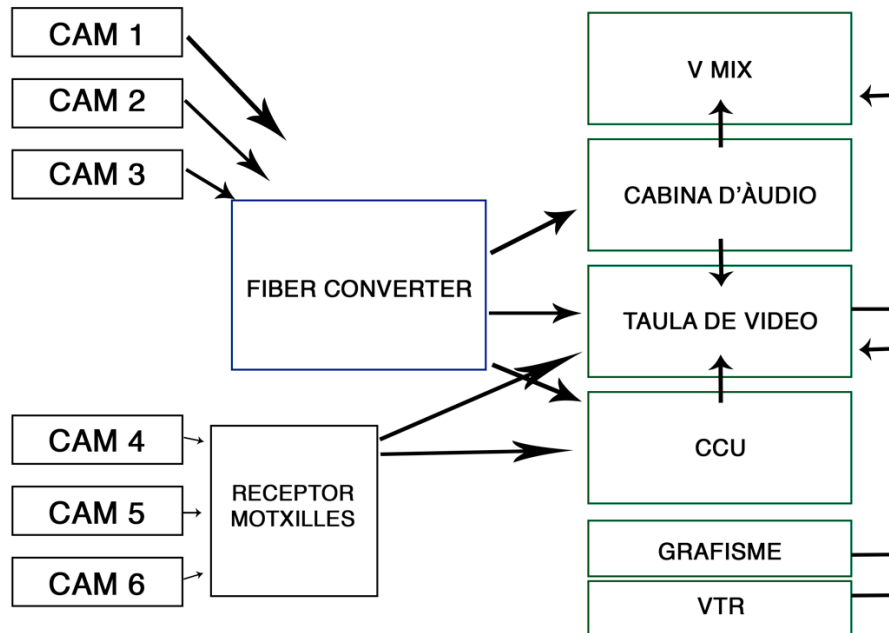 CAM 1
CAM 2
CAM 3
FIBER CONVERTER
CAM 4
CAM 5
CAM 6
RECEPTOR
MOTXILLES
V MIX
CABINA D'ÀUDIO
TAULA DE VIDEO
CCU
GRAFISME
VTR